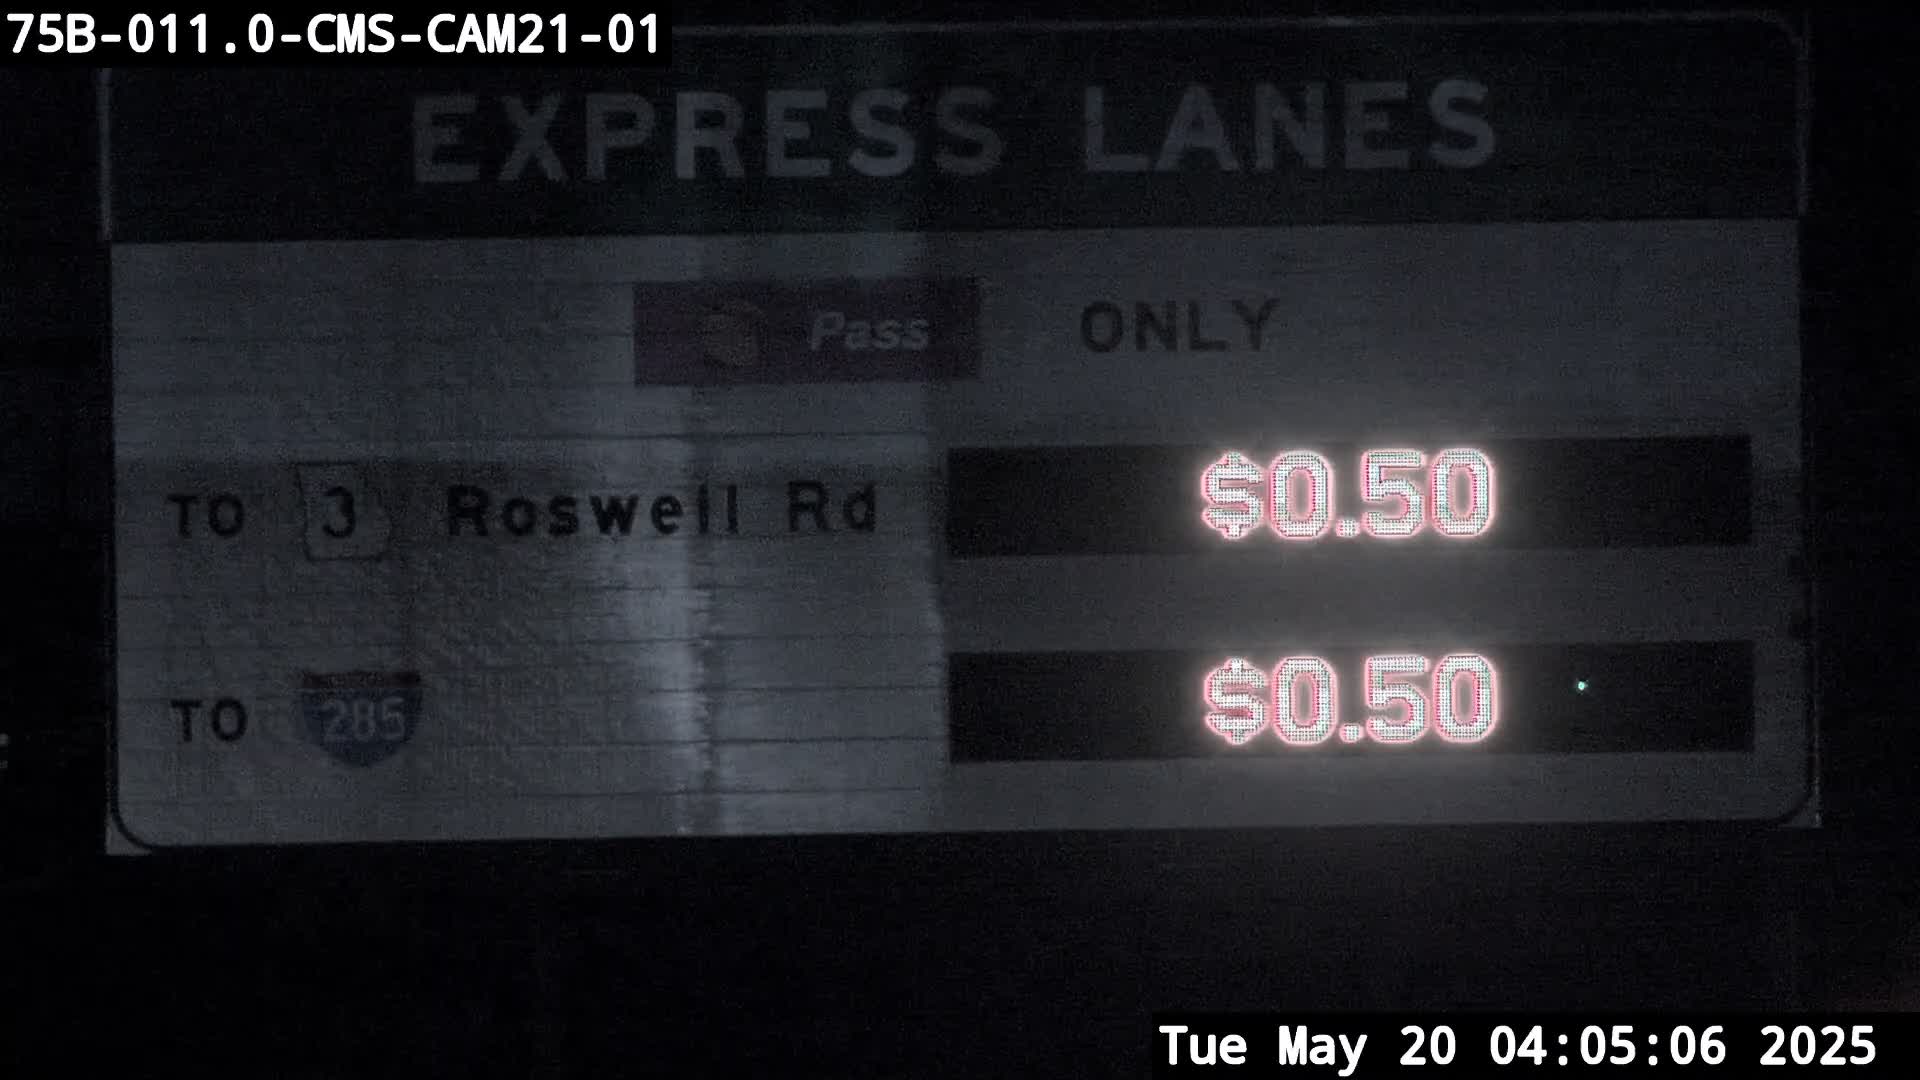 75B-011.0-CMS-CAM21-01
EXPRESS LANES
Pass ONLY
TO 3 Roswell Rd $0.50
TO 285 $0.50
Tue May 20 04:05:06 2025